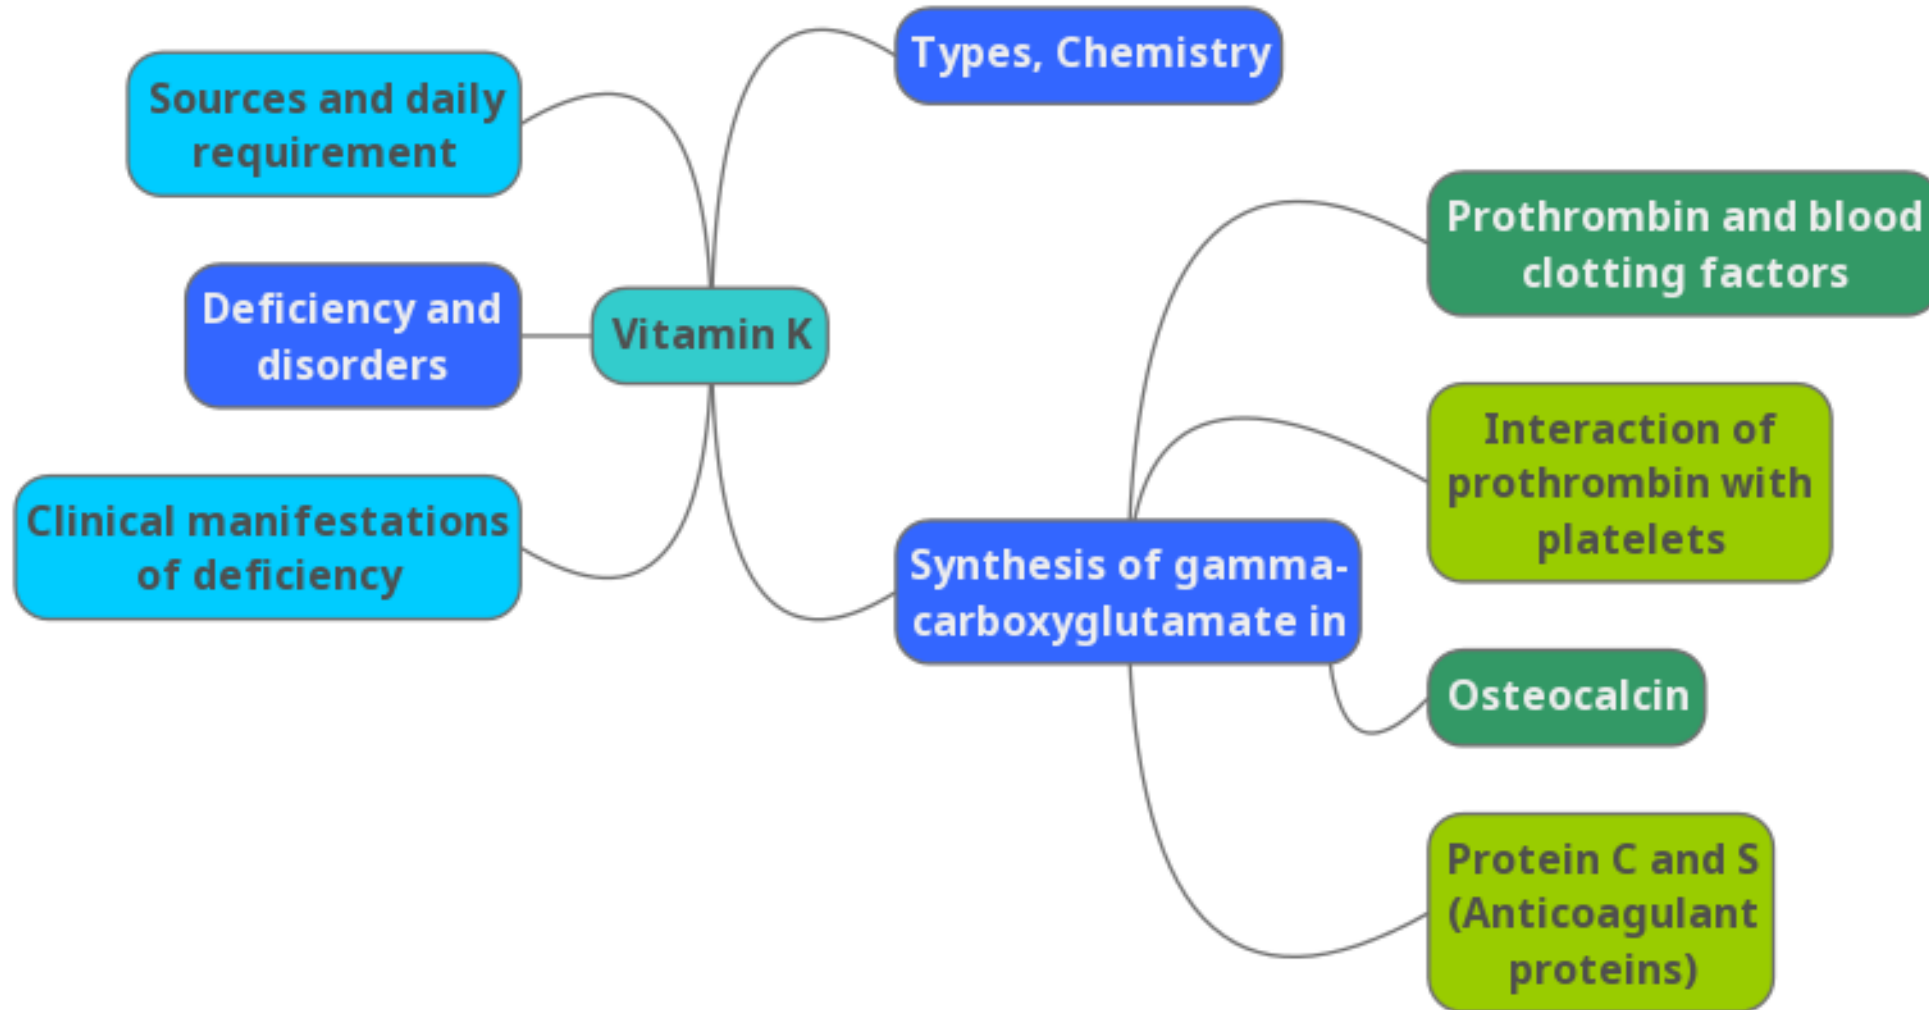 Types, Chemistry
Sources and daily
requirement
Prothrombin and blood
clotting factors
Deficiency and
disorders
Vitamin K
Interaction of
prothrombin with
platelets
Clinical manifestations
of deficiency
Synthesis of gamma-
carboxyglutamate in
Osteocalcin
Protein C and S
(Anticoagulant
proteins)